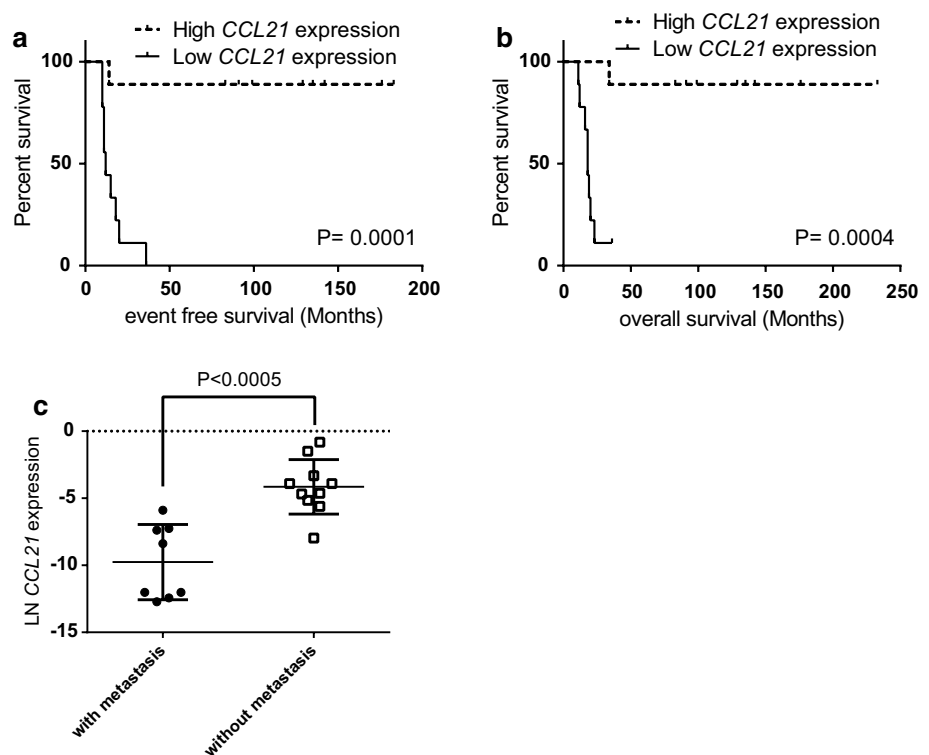 a
High CCL21 expression
Low CCL21 expression
100
50
0
Percent survival
P= 0.0001
0 50 100 150 200
event free survival (Months)
b
High CCL21 expression
Low CCL21 expression
100
50
0
Percent survival
P= 0.0004
0 50 100 150 200 250
overall survival (Months)
c
P<0.0005
0
-5
-10
-15
LN CCL21 expression
with metastasis
without metastasis